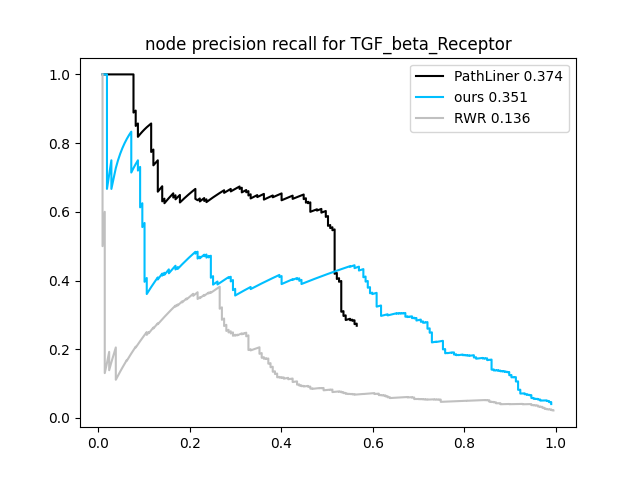 node precision recall for TGF_beta_Receptor
PathLiner 0.374
ours 0.351
RWR 0.136
1.0
0.8
0.6
0.4
0.2
0.0
0.0 0.2 0.4 0.6 0.8 1.0